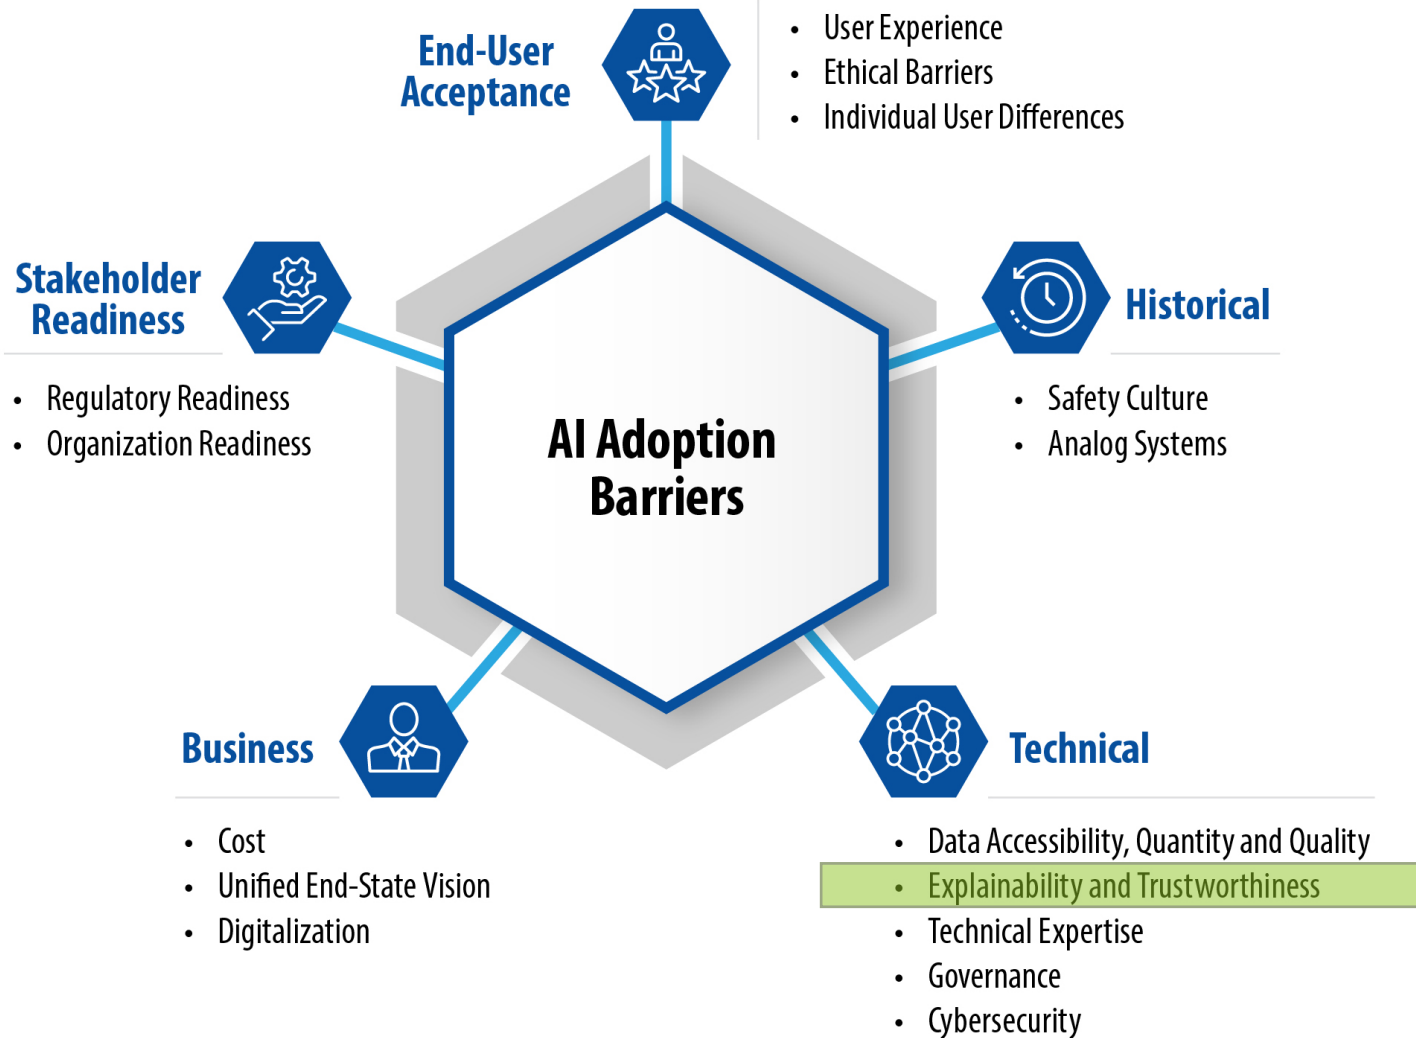 End-User
Acceptance
• User Experience
• Ethical Barriers
• Individual User Differences
Stakeholder
Readiness
• Regulatory Readiness
• Organization Readiness
Historical
• Safety Culture
• Analog Systems
AI Adoption
Barriers
Business
• Cost
• Unified End-State Vision
• Digitalization
Technical
• Data Accessibility, Quantity and Quality
• Explainability and Trustworthiness
• Technical Expertise
• Governance
• Cybersecurity